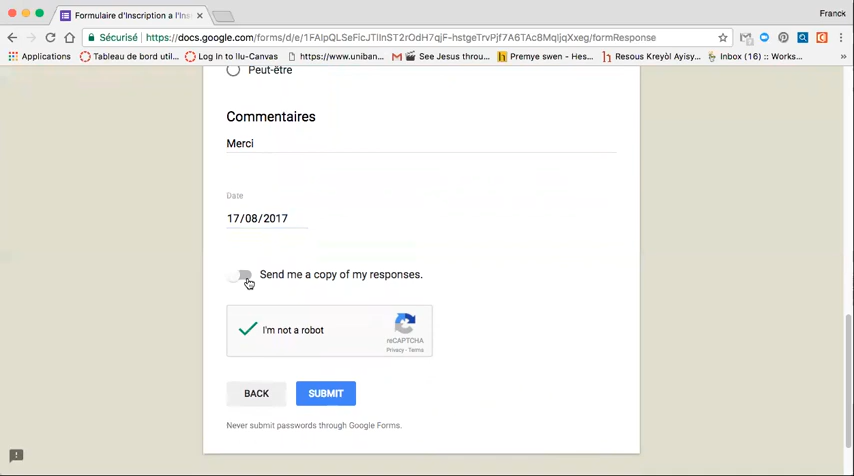 Formulaire d'Inscription a l'Ins
Franck
Sécurisé https://docs.google.com/forms/d/e/1FAIpQLSeFicJTlInST2rOdH7qjF-hstgeTrvPjf7A6TAc8MqljqXxeg/formResponse
Applications Tableau de bord util... Log In to Ilu-Canvas https://www.uniban... See Jesus throu... Premye swen – Hes... Resous Kreyòl Ayisy... Inbox (16) :: Works...
Peut-être
Commentaires
Merci
Date
17/08/2017
Send me a copy of my responses.
I'm not a robot
reCAPTCHA
Privacy - Terms
BACK SUBMIT
Never submit passwords through Google Forms.